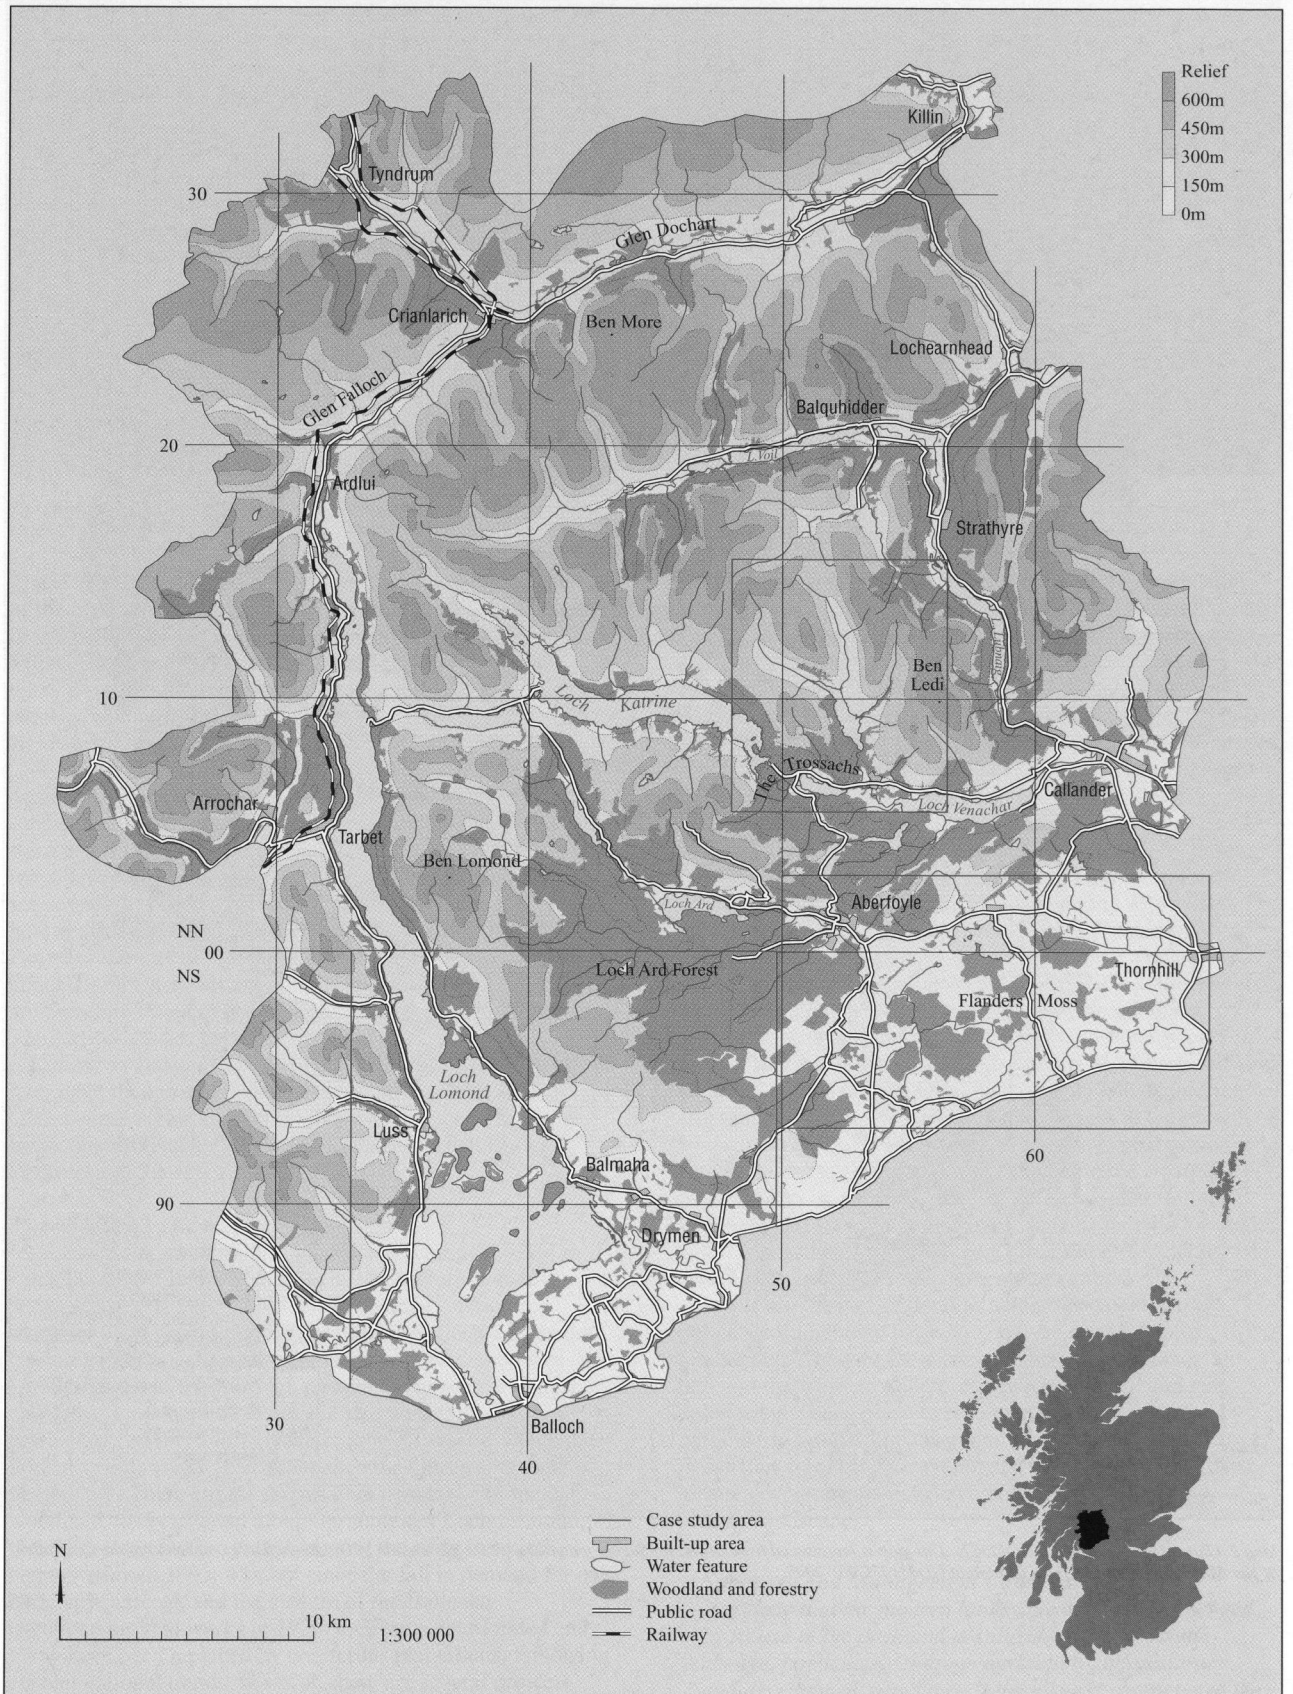 Relief
600m
450m
300m
150m
0m
Killin
Tyndrum
30
Glen Dochart
Crianlarich
Ben More
Lochearnhead
Glen Falloch
Balquhidder
20
L. Voil
Ardlui
Strathyre
L. Lubnaig
Ben
Ledi
10
Loch Katrine
The Trossachs
Arrochar
Loch Venachar
Callander
Tarbet
Ben Lomond
Loch Ard
Aberfoyle
NN
00
NS
Loch Ard Forest
Thornhill
Flanders Moss
Loch
Lomond
Luss
60
Balmaha
90
Drymen
50
30
Balloch
40
N
10 km
1:300 000
Case study area
Built-up area
Water feature
Woodland and forestry
Public road
Railway